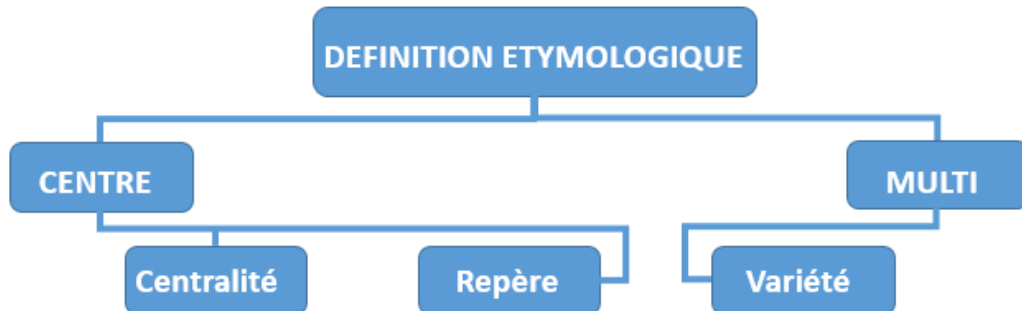 DEFINITION ETYMOLOGIQUE
CENTRE
MULTI
Centralité
Repère
Variété